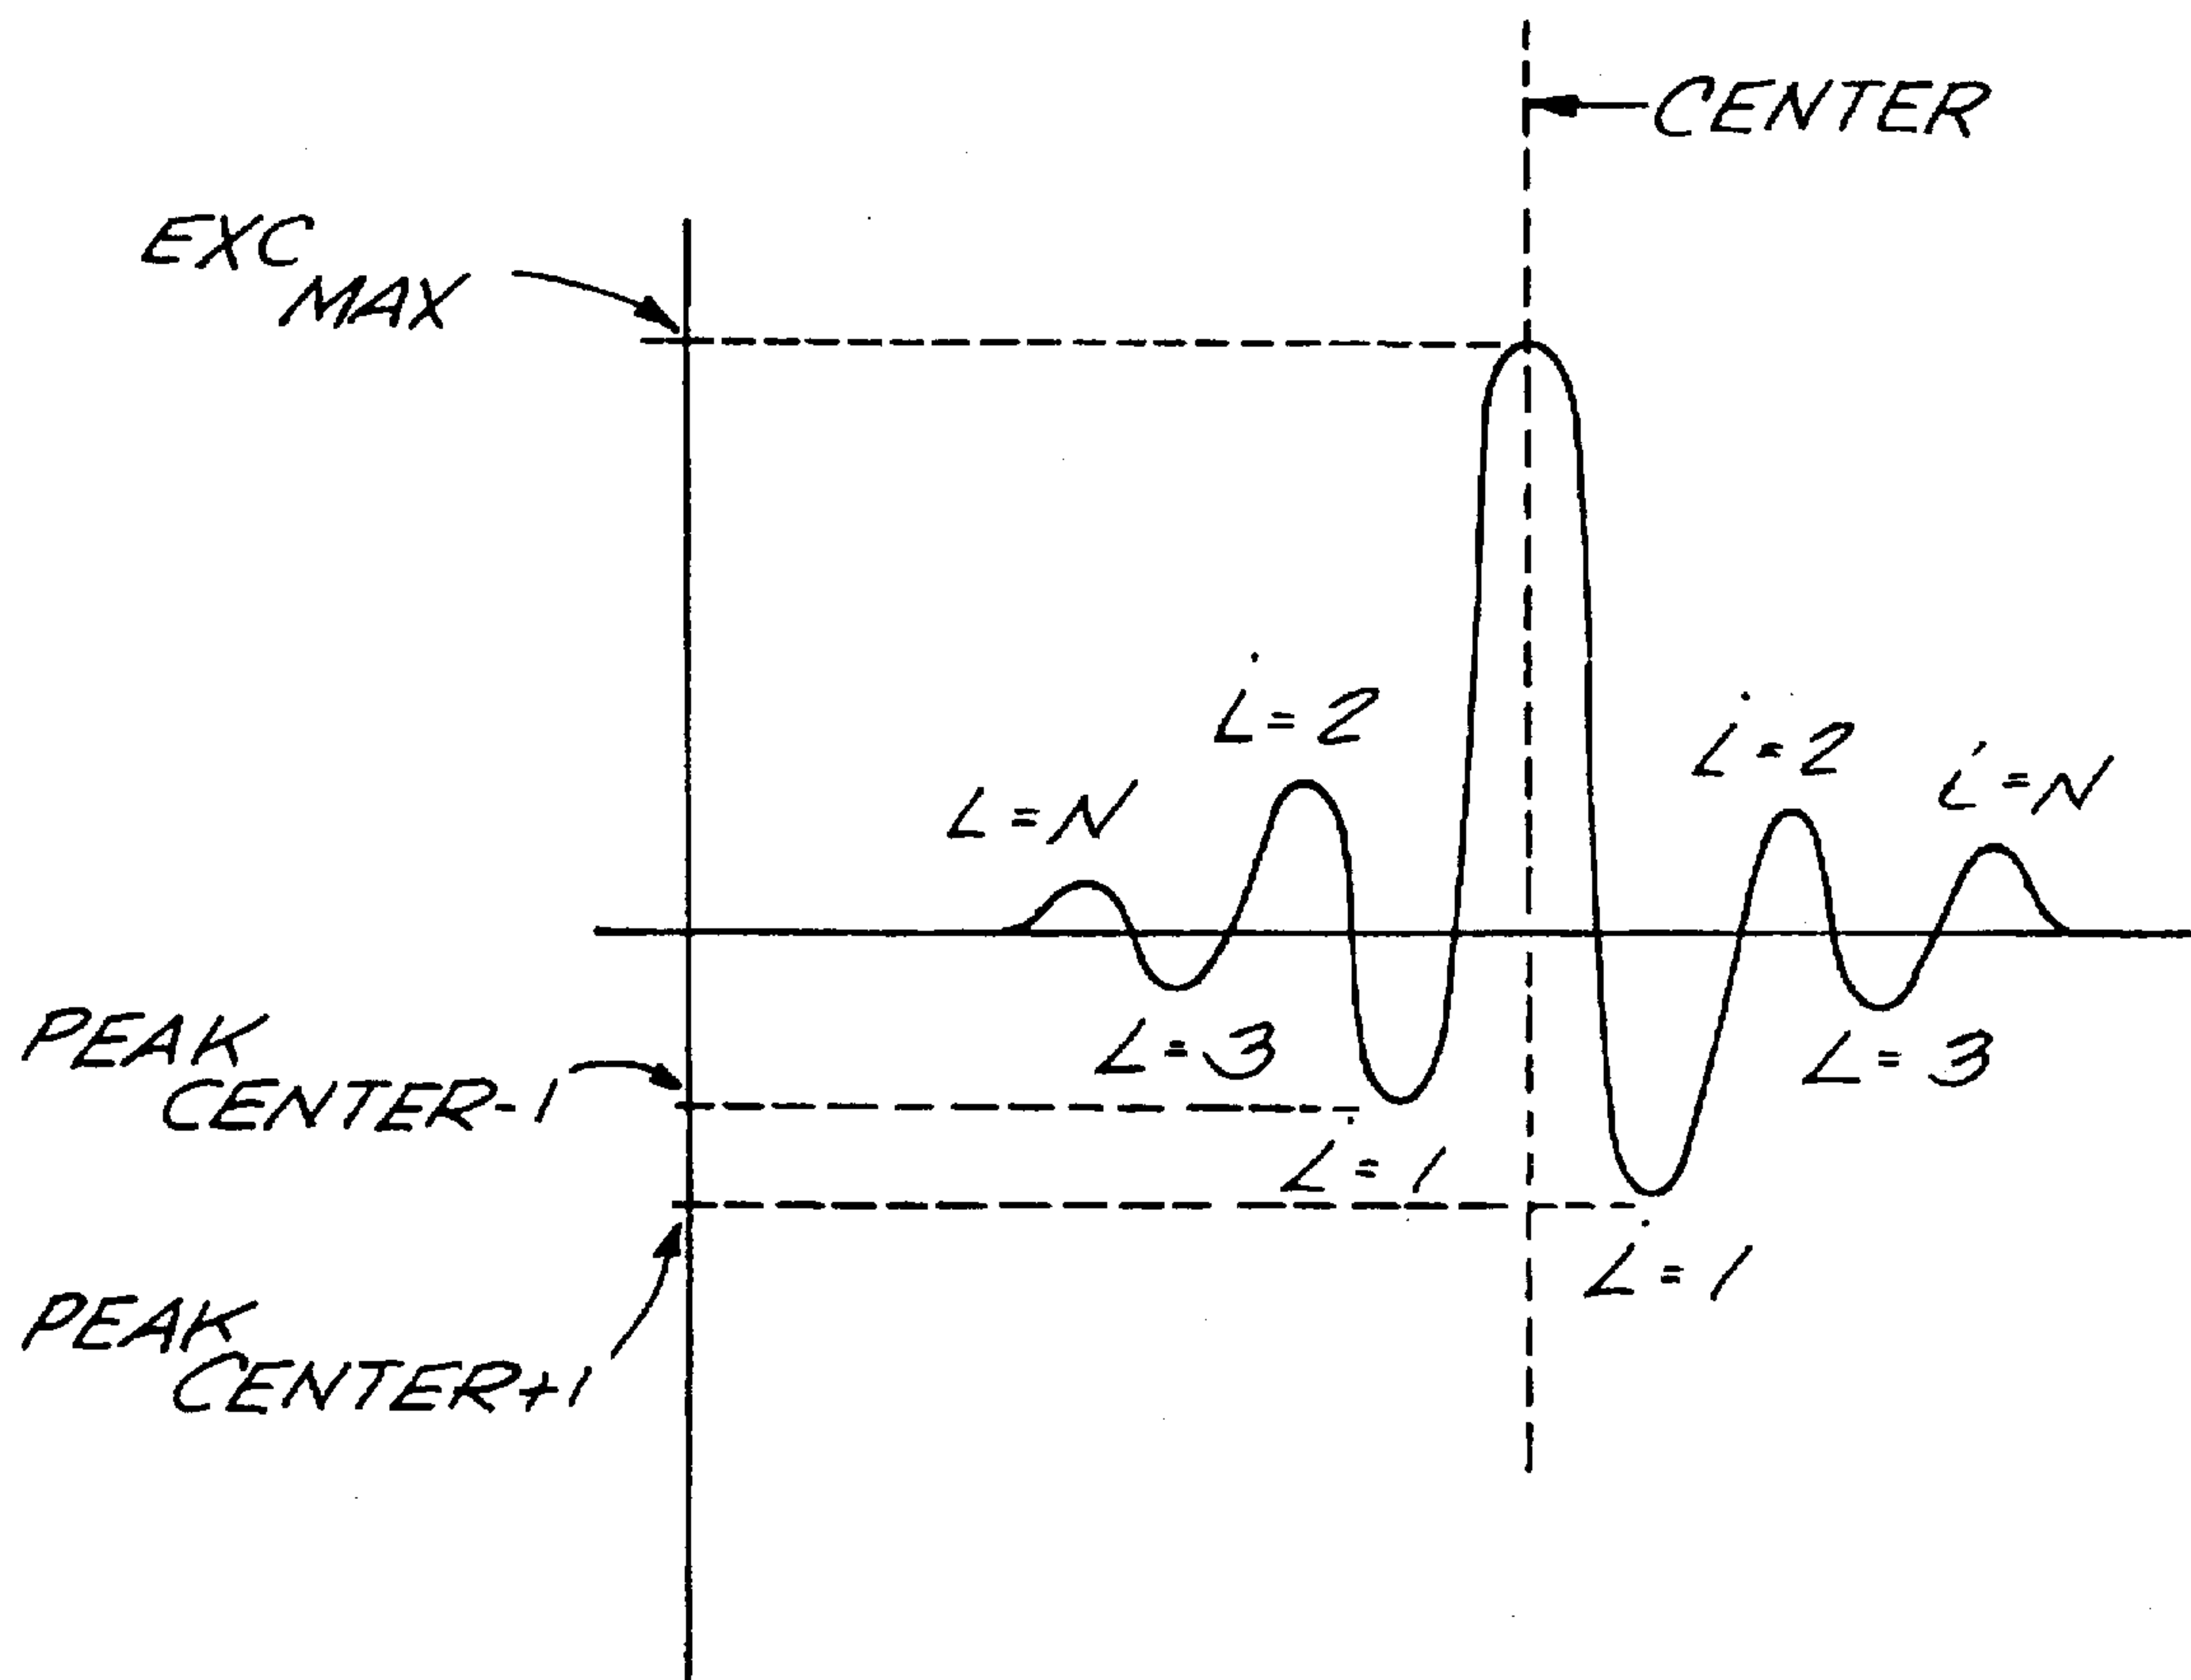 CENTER
EXC
MAX
i=2
i=2
i=N
i=N
i=3
i=3
PEAK
CENTER-1
i=1
i=1
PEAK
CENTER+1